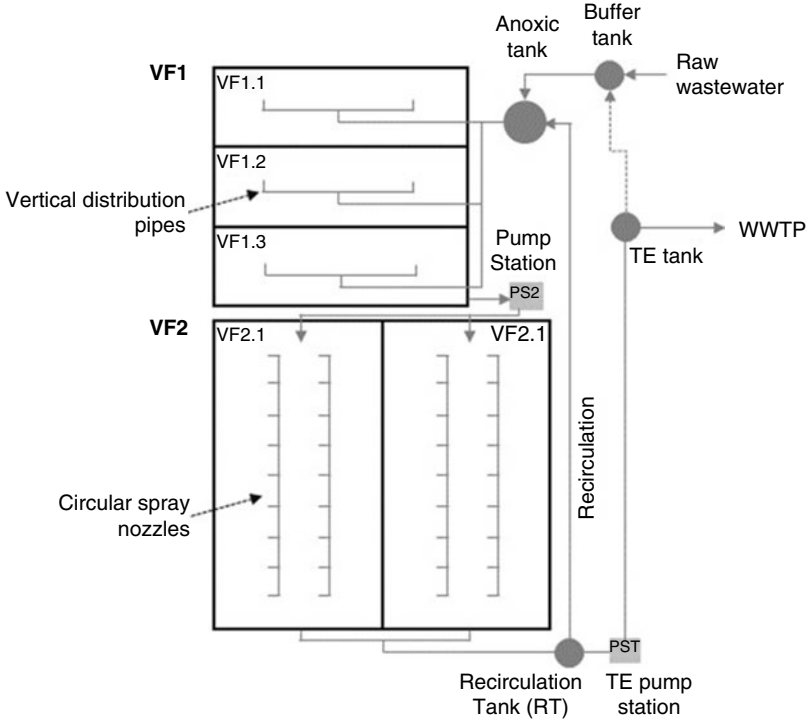 Buffer
tank
Anoxic
tank
Raw
wastewater
VF1
VF1.1
VF1.2
Vertical distribution
pipes
VF1.3
Pump
Station
PS2
WWTP
TE tank
VF2
VF2.1
VF2.1
Recirculation
Circular spray
nozzles
PST
Recirculation
Tank (RT)
TE pump
station